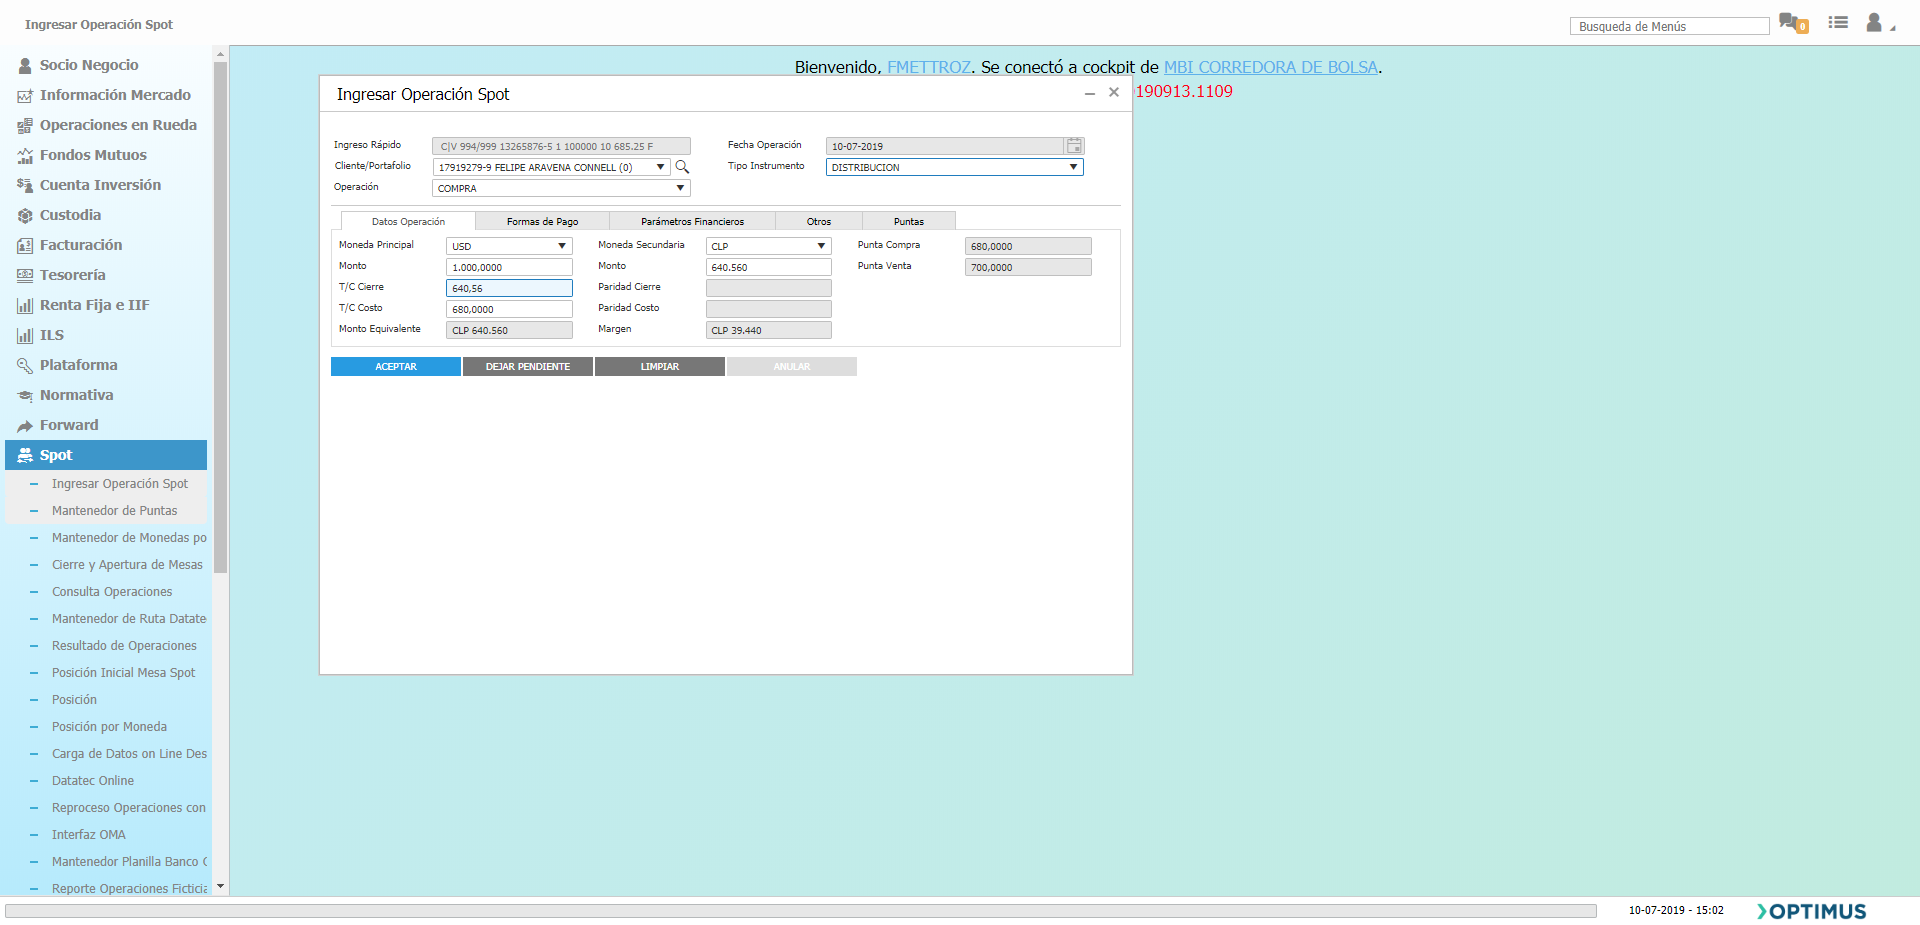 Ingresar Operación Spot
Busqueda de Menús
0
Socio Negocio
Información Mercado
Operaciones en Rueda
Fondos Mutuos
Cuenta Inversión
Custodia
Facturación
Tesorería
Renta Fija e IIF
ILS
Plataforma
Normativa
Forward
Spot
Ingresar Operación Spot
Mantenedor de Puntas
Mantenedor de Monedas po
Cierre y Apertura de Mesas
Consulta Operaciones
Mantenedor de Ruta Datate
Resultado de Operaciones
Posición Inicial Mesa Spot
Posición
Posición por Moneda
Carga de Datos on Line Des
Datatec Online
Reproceso Operaciones con
Interfaz OMA
Mantenedor Planilla Banco C
Reporte Operaciones Ficticia
Bienvenido, FMETTROZ. Se conectó a cockpit de MBI CORREDORA DE BOLSA.
190913.1109
Ingresar Operación Spot
Ingreso Rápido C|V 994/999 13265876-5 1 100000 10 685.25 F Fecha Operación 10-07-2019
Cliente/Portafolio 17919279-9 FELIPE ARAVENA CONNELL (0) Tipo Instrumento DISTRIBUCION
Operación COMPRA
Datos Operación Formas de Pago Parámetros Financieros Otros Puntas
Moneda Principal USD Moneda Secundaria CLP Punta Compra 680,0000
Monto 1.000,0000 Monto 640.560 Punta Venta 700,0000
T/C Cierre 640,56 Paridad Cierre
T/C Costo 680,0000 Paridad Costo
Monto Equivalente CLP 640.560 Margen CLP 39.440
ACEPTAR DEJAR PENDIENTE LIMPIAR ANULAR
10-07-2019 - 15:02 OPTIMUS